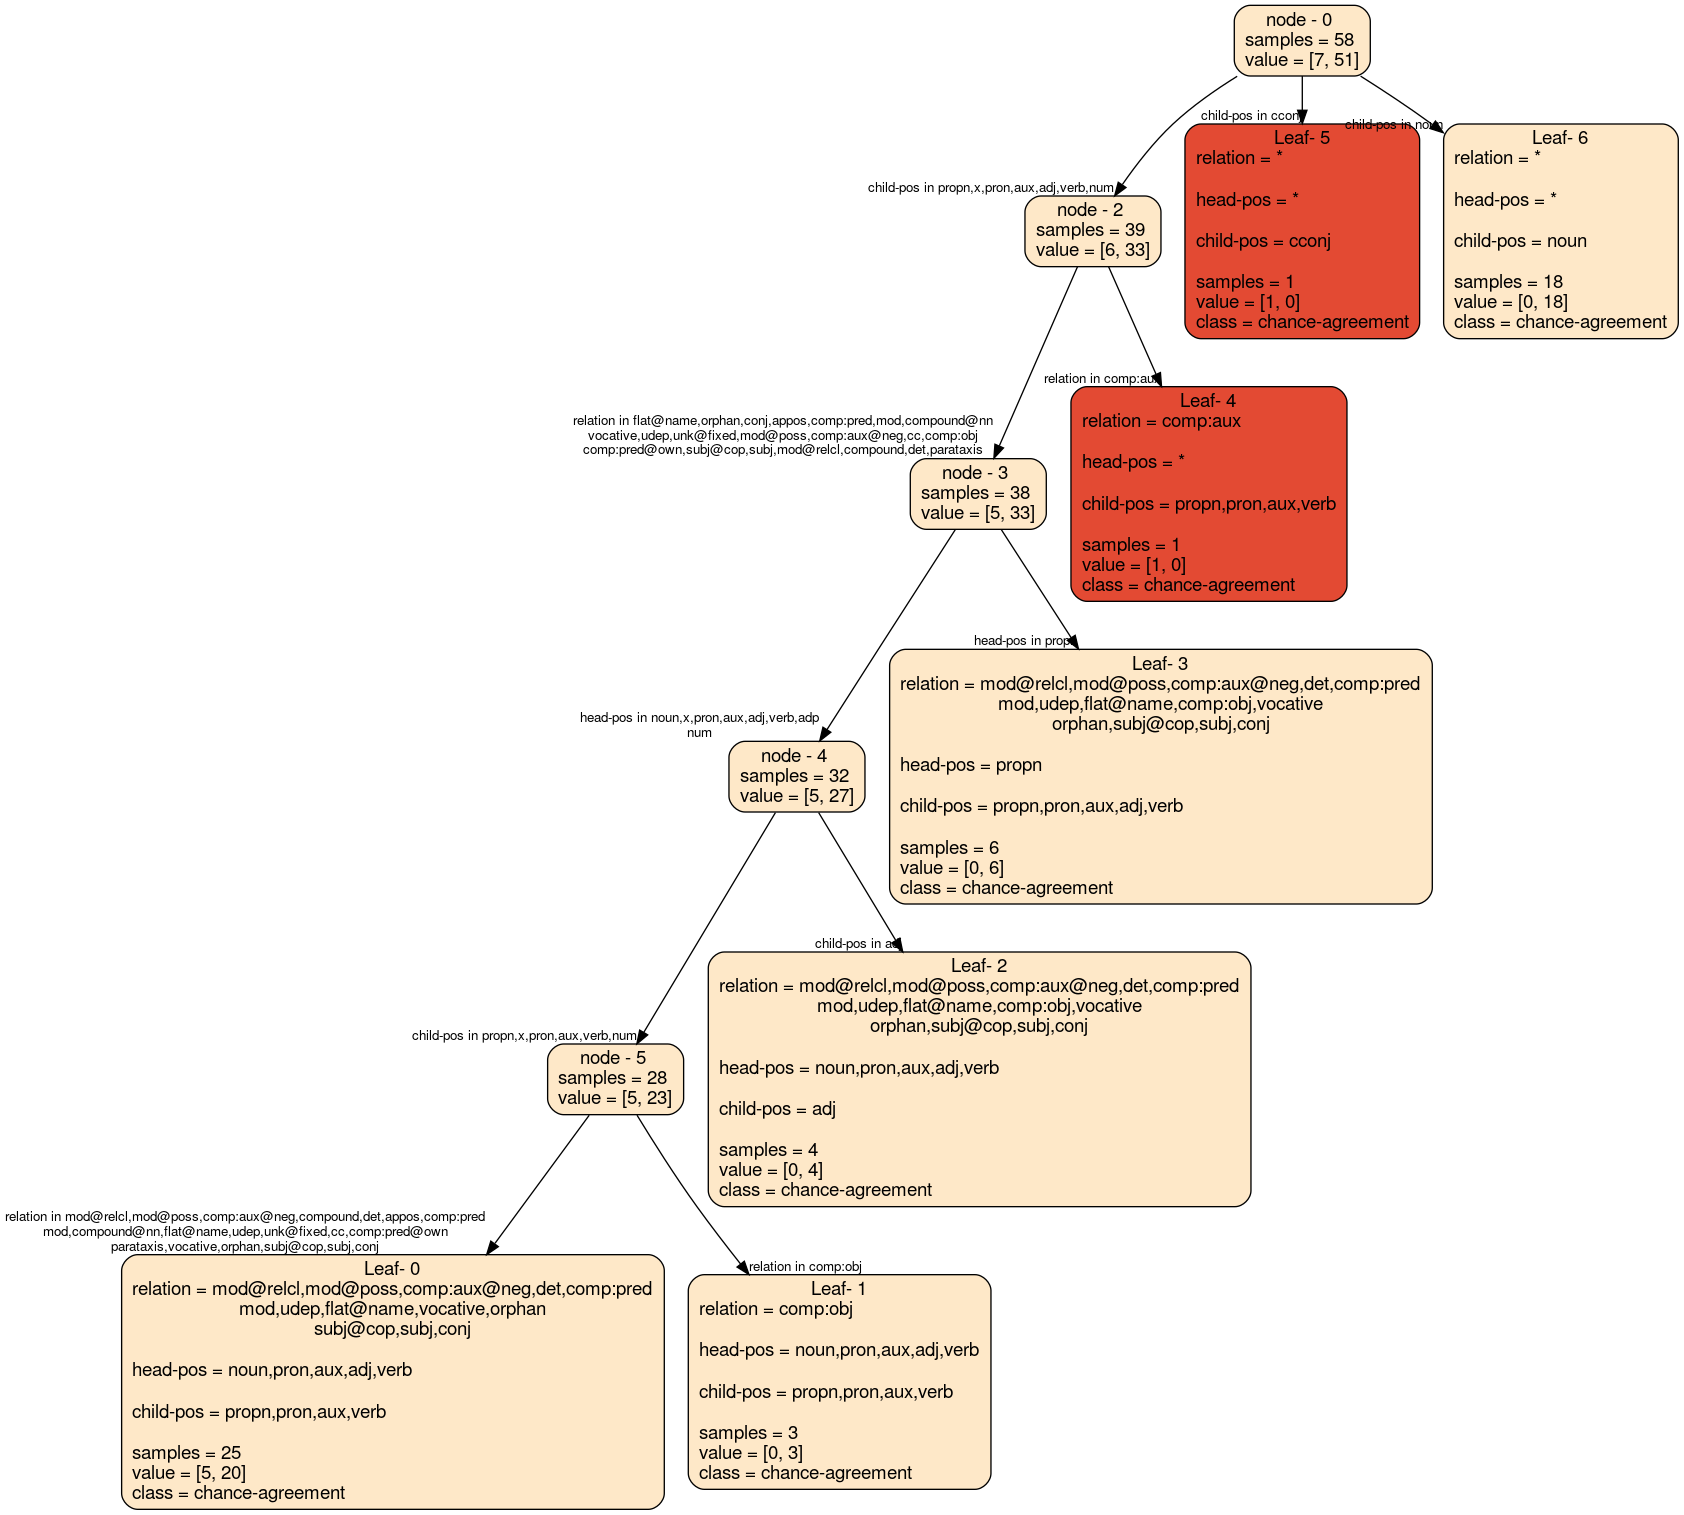 node - 0
samples = 58
value = [7, 51]
child-pos in cconj
child-pos in noun
Leaf- 5
relation = *
head-pos = *
child-pos = cconj
samples = 1
value = [1, 0]
class = chance-agreement
Leaf- 6
relation = *
head-pos = *
child-pos = noun
samples = 18
value = [0, 18]
class = chance-agreement
child-pos in propn,x,pron,aux,adj,verb,num
node - 2
samples = 39
value = [6, 33]
relation in comp:aux
Leaf- 4
relation = comp:aux
head-pos = *
child-pos = propn,pron,aux,verb
samples = 1
value = [1, 0]
class = chance-agreement
relation in flat@name,orphan,conj,appos,comp:pred,mod,compound@nn
vocative,udep,unk@fixed,mod@poss,comp:aux@neg,cc,comp:obj
comp:pred@own,subj@cop,subj,mod@relcl,compound,det,parataxis
node - 3
samples = 38
value = [5, 33]
head-pos in propn
Leaf- 3
relation = mod@relcl,mod@poss,comp:aux@neg,det,comp:pred
mod,udep,flat@name,comp:obj,vocative
orphan,subj@cop,subj,conj
head-pos = propn
child-pos = propn,pron,aux,adj,verb
samples = 6
value = [0, 6]
class = chance-agreement
head-pos in noun,x,pron,aux,adj,verb,adp
num
node - 4
samples = 32
value = [5, 27]
child-pos in adj
Leaf- 2
relation = mod@relcl,mod@poss,comp:aux@neg,det,comp:pred
mod,udep,flat@name,comp:obj,vocative
orphan,subj@cop,subj,conj
head-pos = noun,pron,aux,adj,verb
child-pos = adj
samples = 4
value = [0, 4]
class = chance-agreement
child-pos in propn,x,pron,aux,verb,num
node - 5
samples = 28
value = [5, 23]
relation in mod@relcl,mod@poss,comp:aux@neg,compound,det,appos,comp:pred
mod,compound@nn,flat@name,udep,unk@fixed,cc,comp:pred@own
parataxis,vocative,orphan,subj@cop,subj,conj
Leaf- 0
relation = mod@relcl,mod@poss,comp:aux@neg,det,comp:pred
mod,udep,flat@name,vocative,orphan
subj@cop,subj,conj
head-pos = noun,pron,aux,adj,verb
child-pos = propn,pron,aux,verb
samples = 25
value = [5, 20]
class = chance-agreement
relation in comp:obj
Leaf- 1
relation = comp:obj
head-pos = noun,pron,aux,adj,verb
child-pos = propn,pron,aux,verb
samples = 3
value = [0, 3]
class = chance-agreement